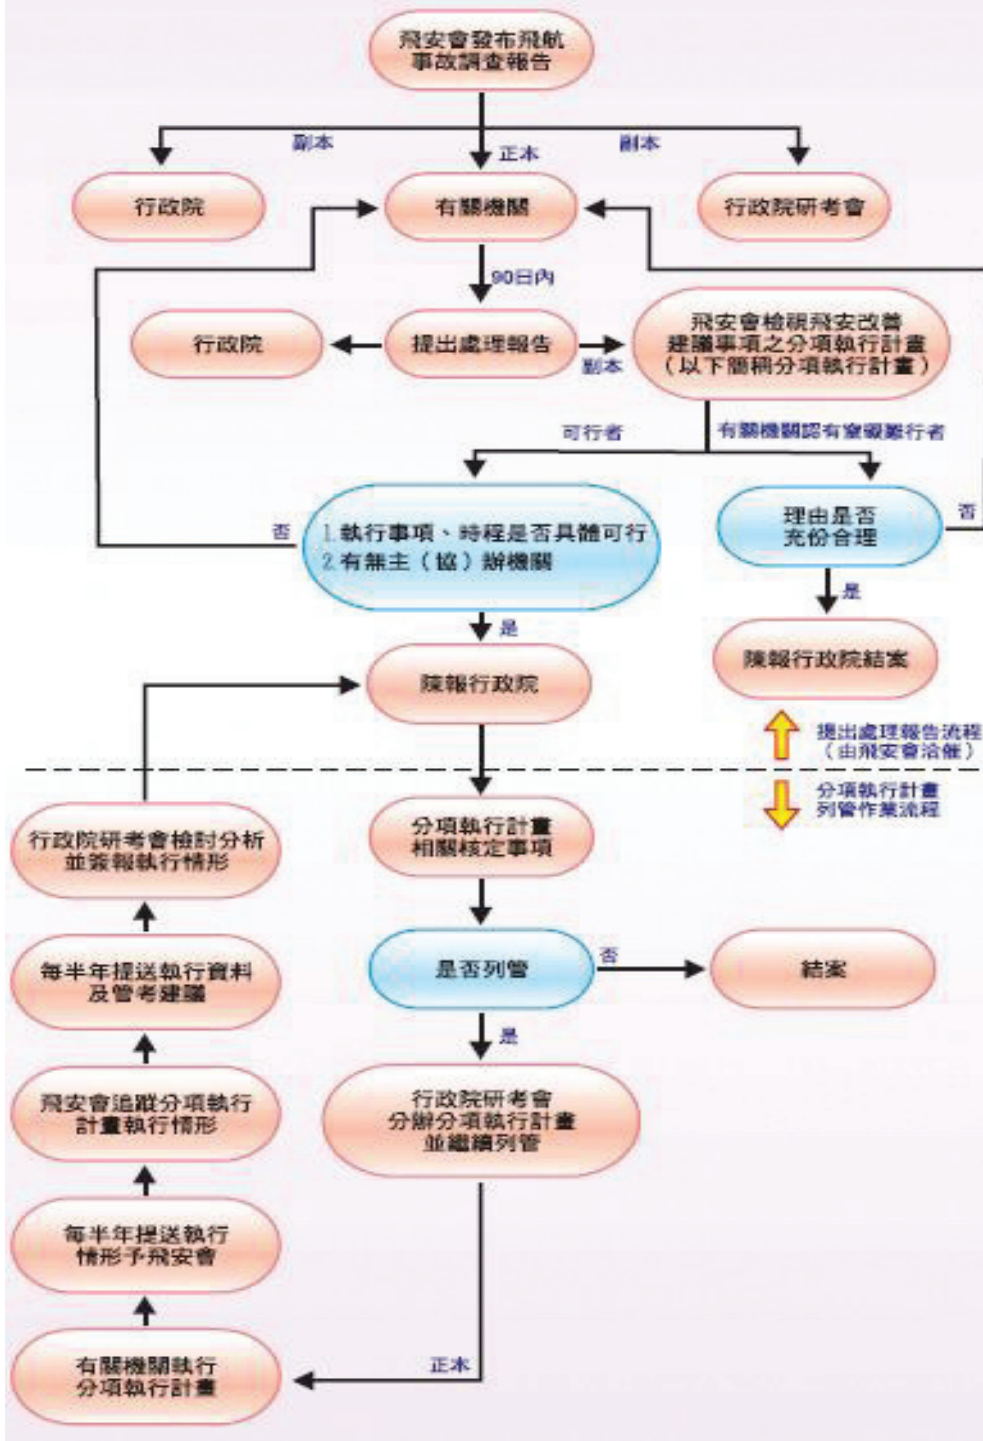 飛安會發布飛航
事故調查報告
副本
正本
副本
行政院
有關機關
行政院研考會
90日內
行政院
提出處理報告
副本
飛安會檢視飛安改善
建議事項之分項執行計畫
(以下簡稱分項執行計畫)
可行者
有關機關認有窒礙難行者
否
1.執行事項、時程是否具體可行
2.有無主(協)辦機關
理由是否
充份合理
否
是
是
陳報行政院
陳報行政院結案
提出處理報告流程
(由飛安會洽催)
分項執行計畫
列管作業流程
行政院研考會檢討分析
並簽報執行情形
分項執行計畫
相關核定事項
每半年提送執行資料
及管考建議
是否列管
否
結案
是
飛安會追蹤分項執行
計畫執行情形
行政院研考會
分辦分項執行計畫
並繼續列管
每半年提送執行
情形予飛安會
有關機關執行
分項執行計畫
正本